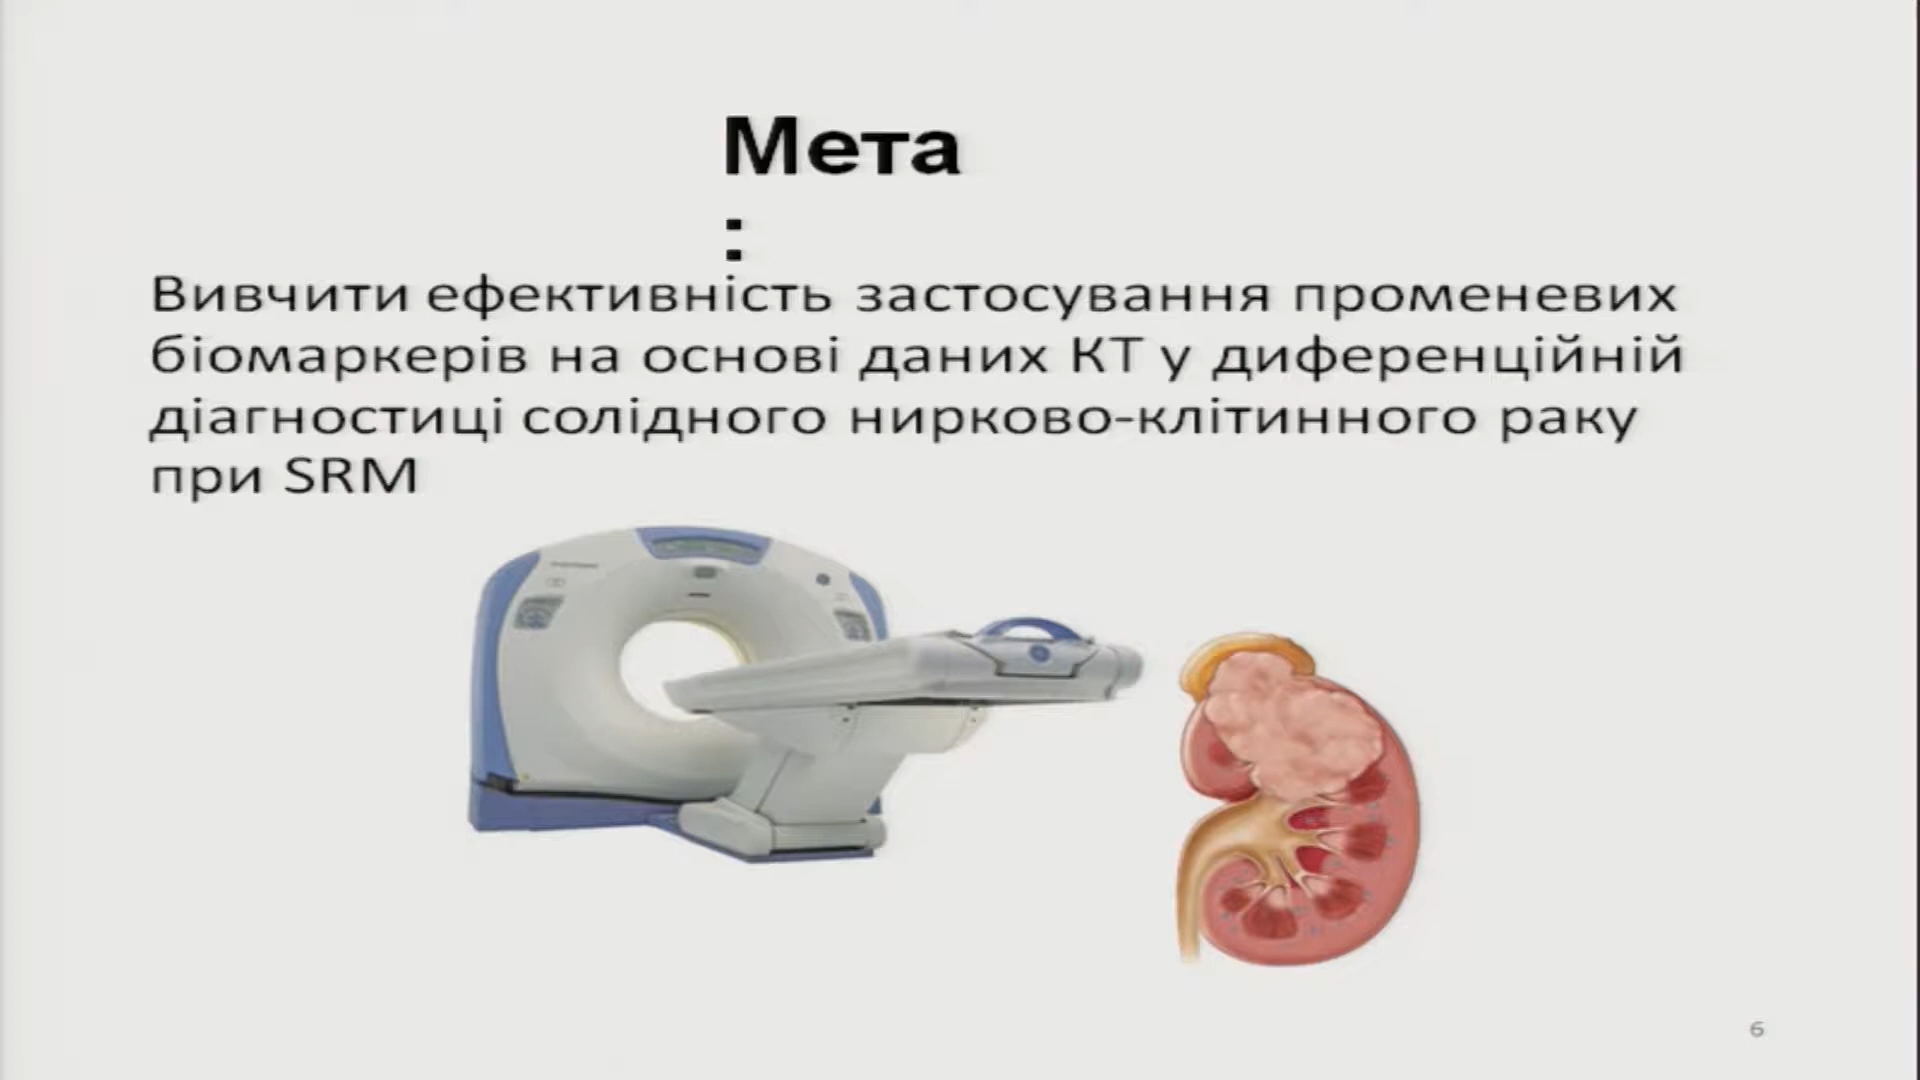 Мета
:
Вивчити ефективність застосування променевих
біомаркерів на основі даних КТ у диференційній
діагностиці солідного нирково-клітинного раку
при SRM
6